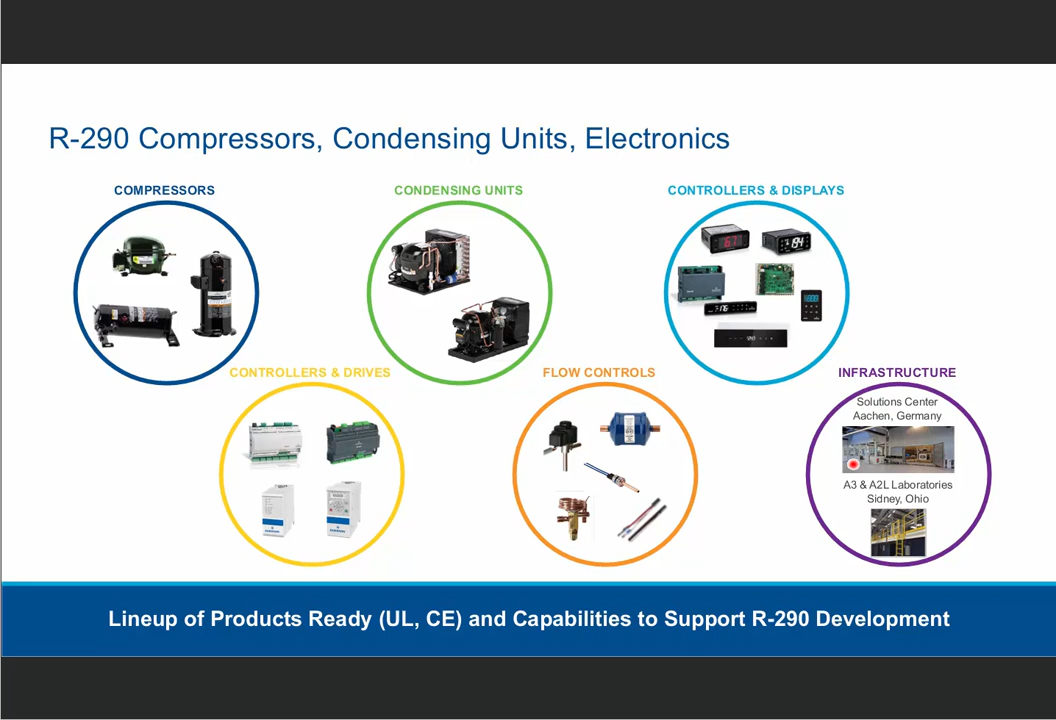 R-290 Compressors, Condensing Units, Electronics
COMPRESSORS
CONDENSING UNITS
CONTROLLERS & DISPLAYS
CONTROLLERS & DRIVES
FLOW CONTROLS
INFRASTRUCTURE
Solutions Center
Aachen, Germany
A3 & A2L Laboratories
Sidney, Ohio
Lineup of Products Ready (UL, CE) and Capabilities to Support R-290 Development